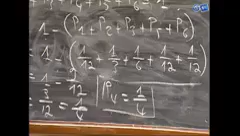 1 - (P₁ + P₂ + P₃ + P₅ + P₆)
1 - (1/12 + 1/3 + 1/6 + 1/12 + 1/12)
= 1 - 9/12
= 3/12 = 1/4 |P₄ = 1/4|